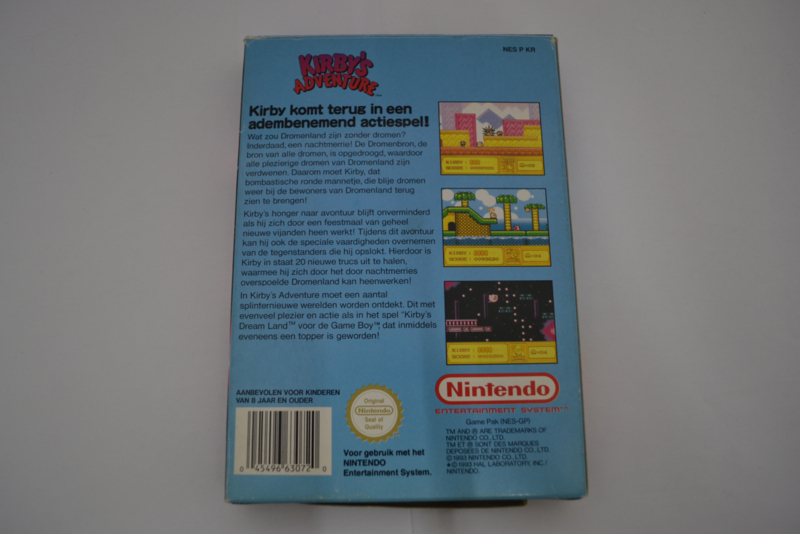 NES P KR
KIRBY'S
ADVENTURE™
Kirby komt terug in een
adembenemend actiespel!
Wat zou Dromenland zijn zonder dromen?
Inderdaad, een nachtmerrie! De Dromenbron, de
bron van alle dromen, is opgedroogd, waardoor
alle plezierige dromen van Dromenland zijn
verdwenen. Daarom moet Kirby, dat
bombastische ronde mannetje, die blije dromen
weer bij de bewoners van Dromenland terug
zien te brengen!
Kirby's honger naar avontuur blijft onverminderd
als hij zich door een feestmaal van geheel
nieuwe vijanden heen werkt! Tijdens dit avontuur
kan hij ook de speciale vaardigheden overnemen
van de tegenstanders die hij opslokt. Hierdoor is
Kirby in staat 20 nieuwe trucs uit te halen,
waarmee hij zich door het door nachtmerries
overspoelde Dromenland kan heenwerken!
In Kirby's Adventure moet een aantal
splinternieuwe werelden worden ontdekt. Dit met
evenveel plezier en actie als in het spel "Kirby's
Dream Land™ voor de Game Boy™, dat inmiddels
eveneens een topper is geworden!
AANBEVOLEN VOOR KINDEREN
VAN 8 JAAR EN OUDER
0 45496 63072 0
Original
Nintendo
Seal of
Quality
Voor gebruik met het
NINTENDO
Entertainment System.
Nintendo
ENTERTAINMENT SYSTEM™
Game Pak (NES-GP)
TM AND ® ARE TRADEMARKS OF
NINTENDO CO., LTD.
TM ET ® SONT DES MARQUES
DEPOSÉES DE NINTENDO CO., LTD.
© 1993 NINTENDO CO., LTD.
© 1993 HAL LABORATORY, INC./
NINTENDO.